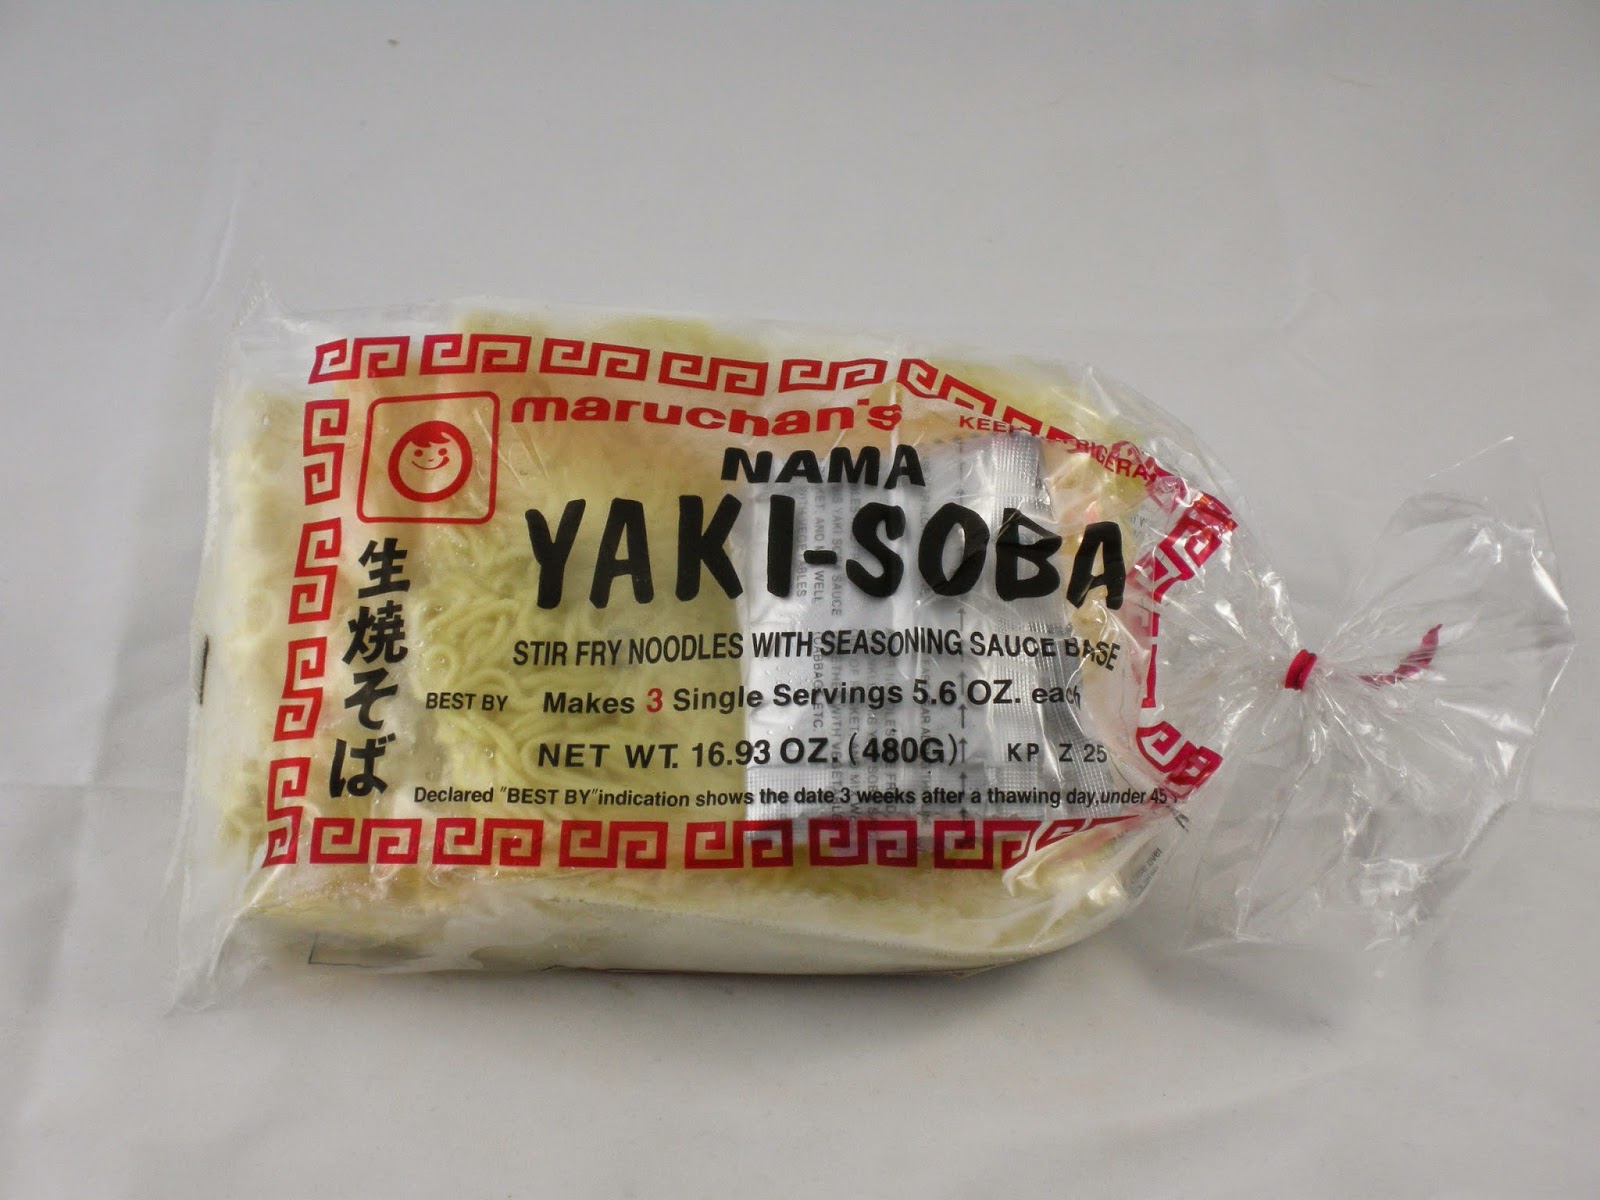 maruchan's
KEEP REFRIGERA
NAMA
YAKI-SOBA
生焼そば
STIR FRY NOODLES WITH SEASONING SAUCE BASE
BEST BY Makes 3 Single Servings 5.6 OZ. each
NET WT. 16.93 OZ. (480G) KP Z 25
Declared "BEST BY" indication shows the date 3 weeks after a thawing day, under 45